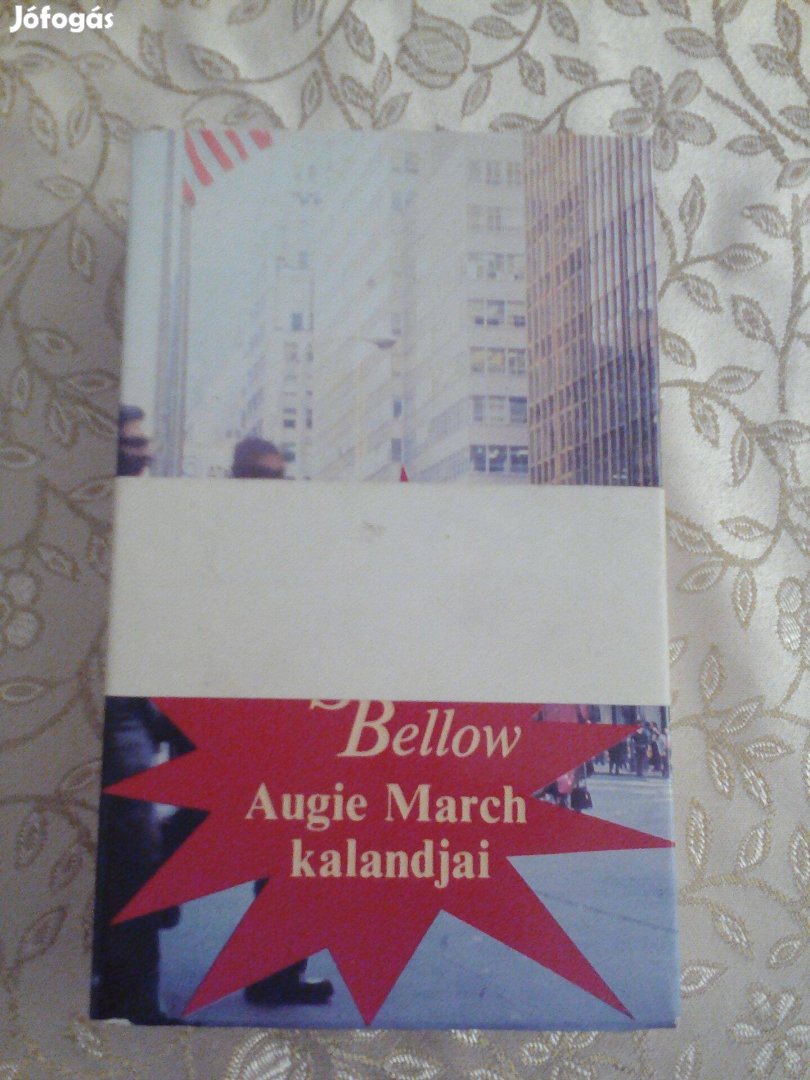 Jófogás
Bellow
Augie March
kalandjai